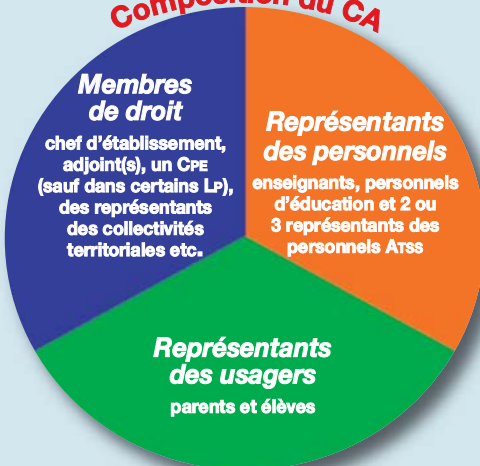 Composition du CA
Membres
de droit
chef d'établissement,
adjoint(s), un CPE
(sauf dans certains LP),
des représentants
des collectivités
territoriales etc.
Représentants
des personnels
enseignants, personnels
d'éducation et 2 ou
3 représentants des
personnels ATSS
Représentants
des usagers
parents et élèves